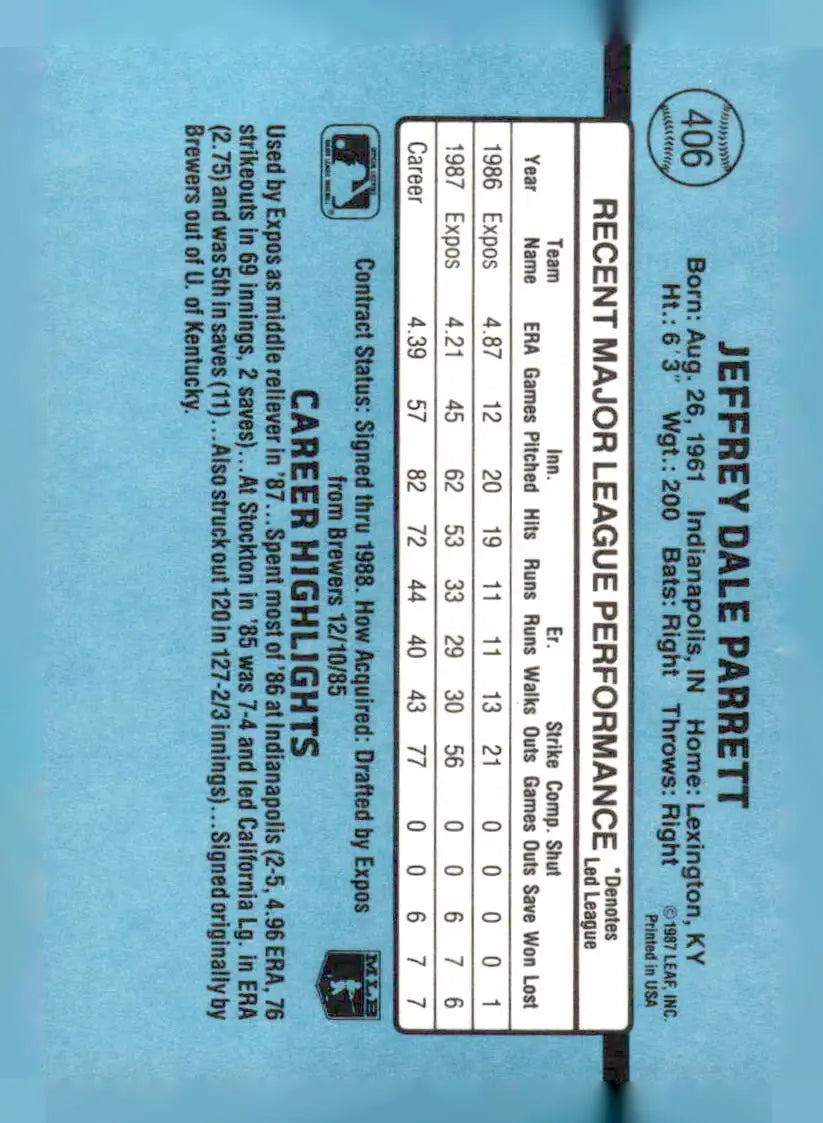 406
JEFFREY DALE PARRETT
Born: Aug. 26, 1961 Indianapolis, IN Home: Lexington, KY
Ht.: 6'3" Wgt.: 200 Bats: Right Throws: Right
©1987 LEAF, INC.
Printed in USA
RECENT MAJOR LEAGUE PERFORMANCE *Denotes Led League
Team Inn. Er. Strike Comp. Shut
Year Name ERA Games Pitched Hits Runs Runs Walks Outs Games Outs Save Won Lost
1986 Expos 4.87 12 20 19 11 11 13 21 0 0 0 0 1
1987 Expos 4.21 45 62 53 33 29 30 56 0 0 6 7 6
Career 4.39 57 82 72 44 40 43 77 0 0 6 7 7
Contract Status: Signed thru 1988. How Acquired: Drafted by Expos
from Brewers 12/10/85
MLB
CAREER HIGHLIGHTS
Used by Expos as middle reliever in '87...Spent most of '86 at Indianapolis (2-5, 4.96 ERA, 76
strikeouts in 69 innings, 2 saves)...At Stockton in '85 was 7-4 and led California Lg. in ERA
(2.75) and was 5th in saves (11)...Also struck out 120 in 127-2/3 innings)...Signed originally by
Brewers out of U. of Kentucky.